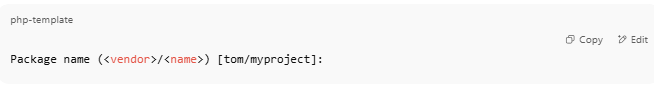 php-template
Copy Edit
Package name (<vendor>/<name>) [tom/myproject]: